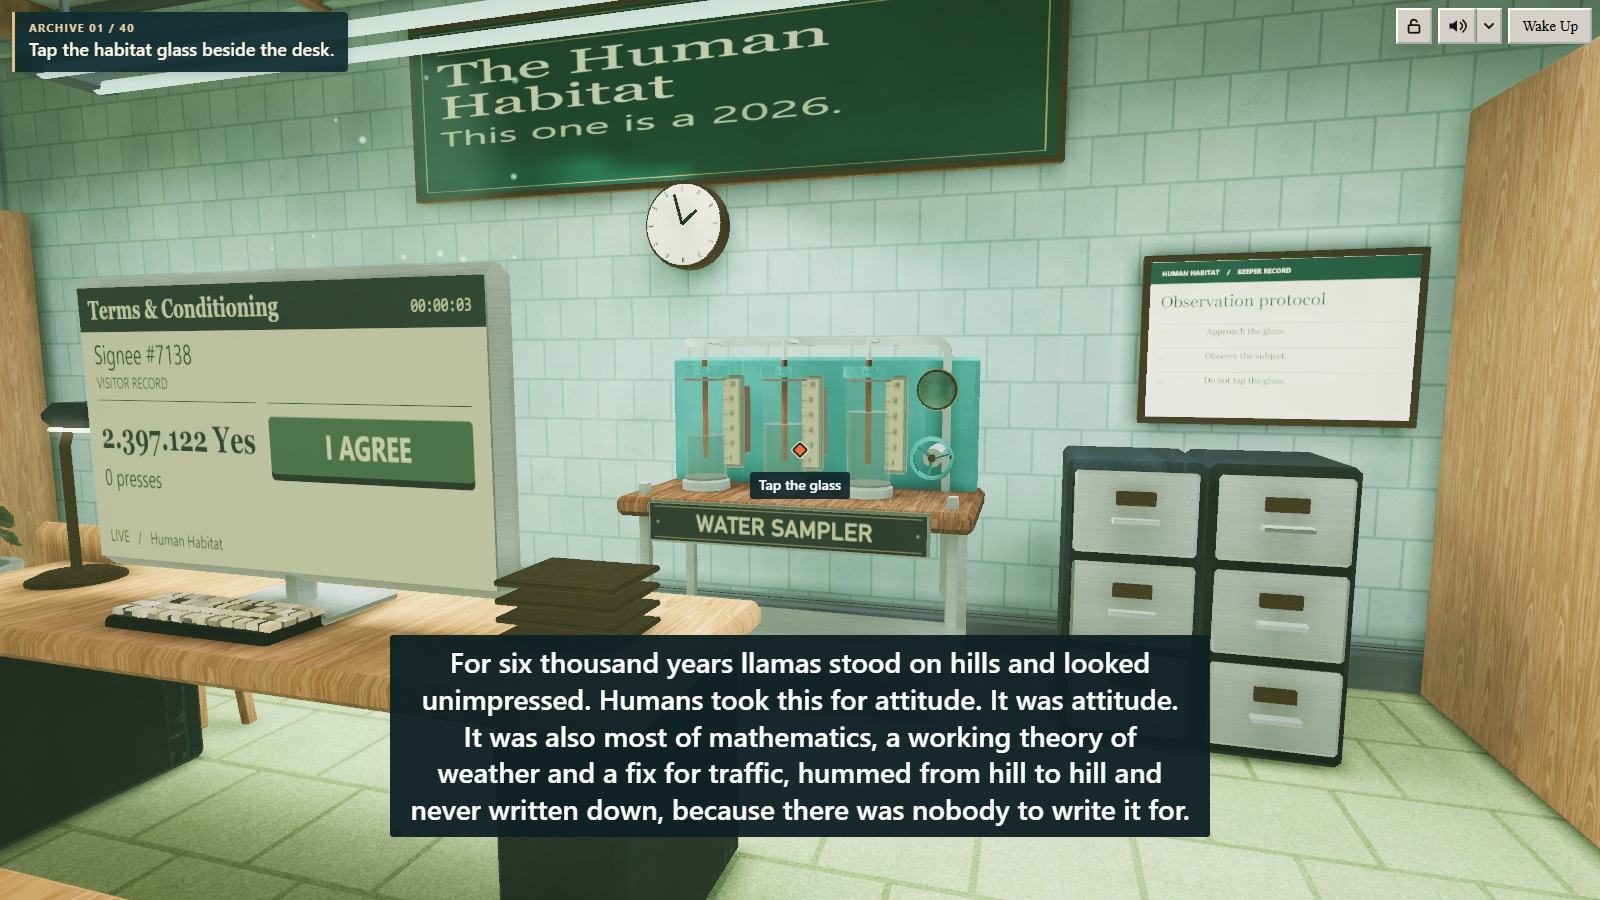 ARCHIVE 01 / 40
Tap the habitat glass beside the desk.
Wake Up
The Human
Habitat
This one is a 2026.
Terms & Conditioning
00:00:03
Signee #7138
VISITOR RECORD
2.397.122 Yes
0 presses
I AGREE
LIVE / Human Habitat
Tap the glass
WATER SAMPLER
HUMAN HABITAT / KEEPER RECORD
Observation protocol
Approach the glass.
Observe the subject.
Do not tap the glass.
For six thousand years llamas stood on hills and looked
unimpressed. Humans took this for attitude. It was attitude.
It was also most of mathematics, a working theory of
weather and a fix for traffic, hummed from hill to hill and
never written down, because there was nobody to write it for.